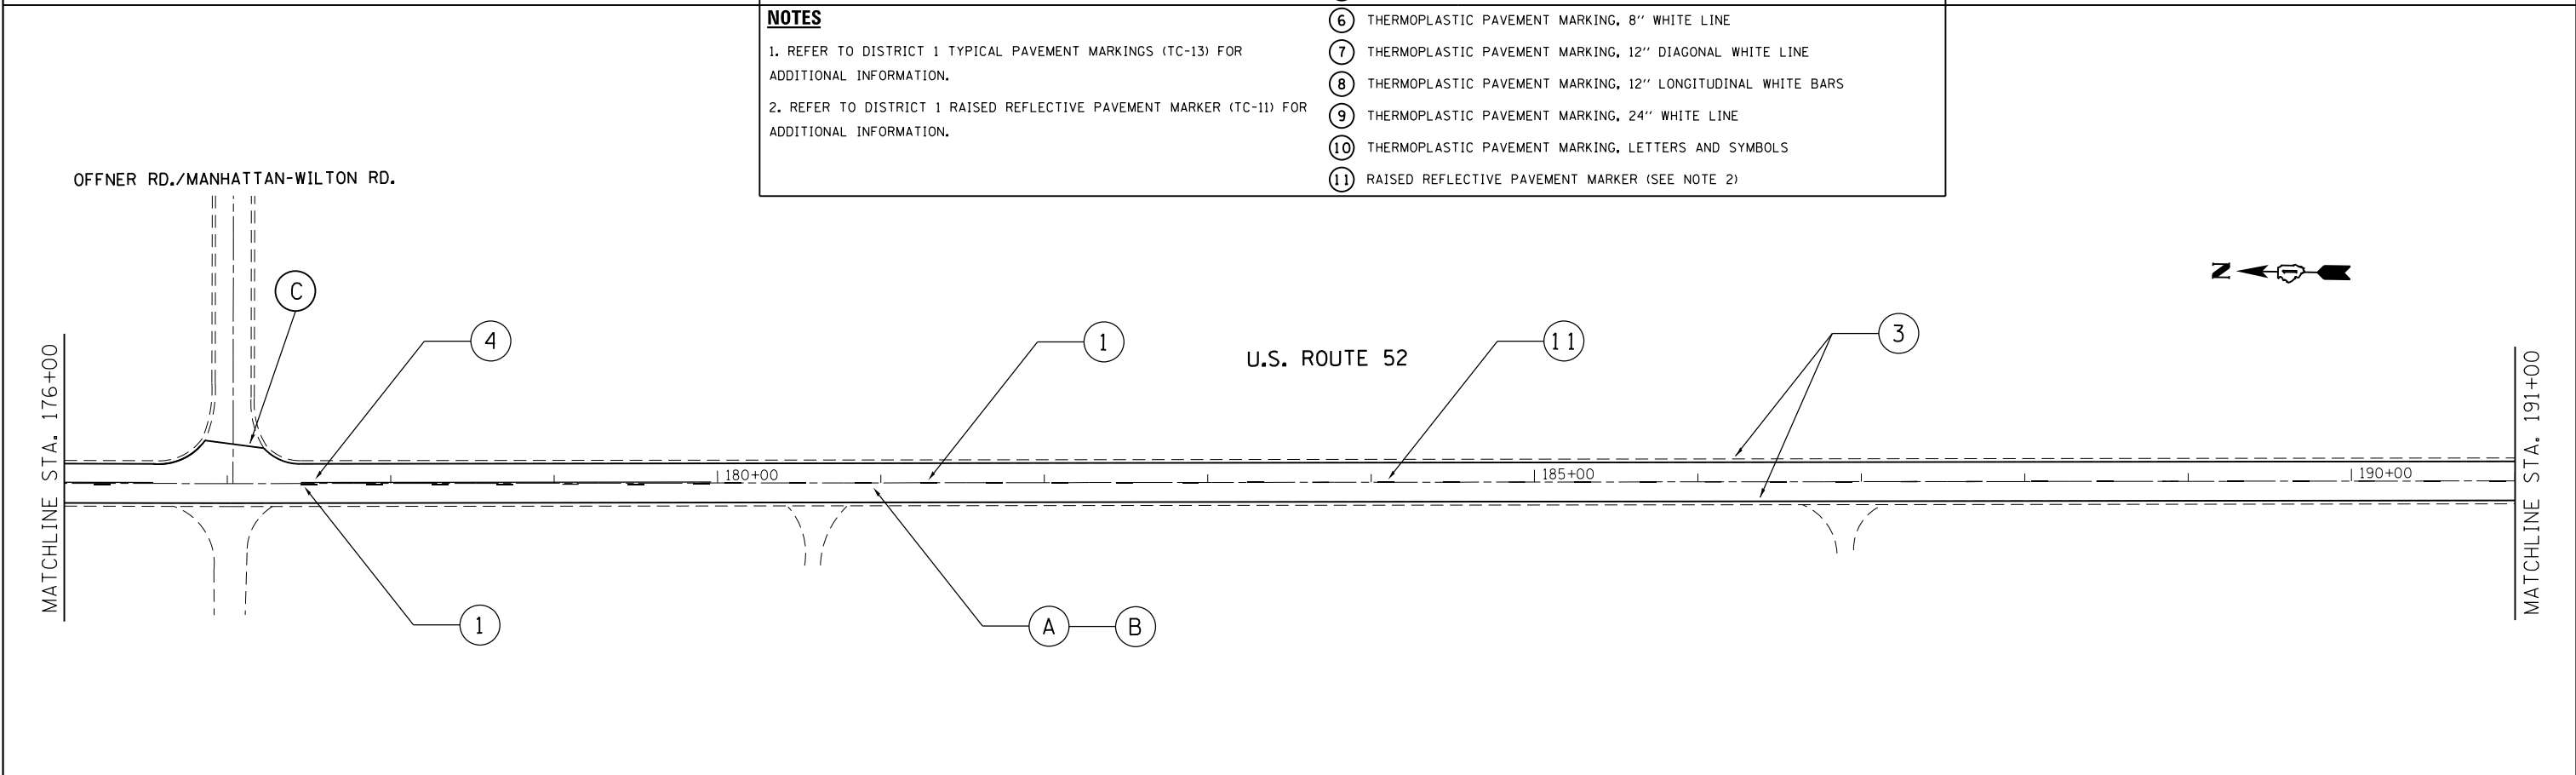 NOTES
1. REFER TO DISTRICT 1 TYPICAL PAVEMENT MARKINGS (TC-13) FOR
ADDITIONAL INFORMATION.
2. REFER TO DISTRICT 1 RAISED REFLECTIVE PAVEMENT MARKER (TC-11) FOR
ADDITIONAL INFORMATION.
6 THERMOPLASTIC PAVEMENT MARKING, 8'' WHITE LINE
7 THERMOPLASTIC PAVEMENT MARKING, 12'' DIAGONAL WHITE LINE
8 THERMOPLASTIC PAVEMENT MARKING, 12'' LONGITUDINAL WHITE BARS
9 THERMOPLASTIC PAVEMENT MARKING, 24'' WHITE LINE
10 THERMOPLASTIC PAVEMENT MARKING, LETTERS AND SYMBOLS
11 RAISED REFLECTIVE PAVEMENT MARKER (SEE NOTE 2)
OFFNER RD./MANHATTAN-WILTON RD.
N
C
4
1
U.S. ROUTE 52
11
3
MATCHLINE STA. 176+00
180+00
185+00
190+00
MATCHLINE STA. 191+00
1
A
B